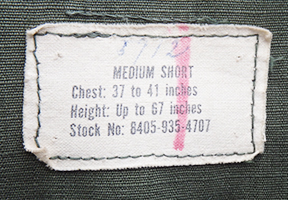 MEDIUM SHORT
Chest: 37 to 41 inches
Height: Up to 67 inches
Stock No: 8405-935-4707